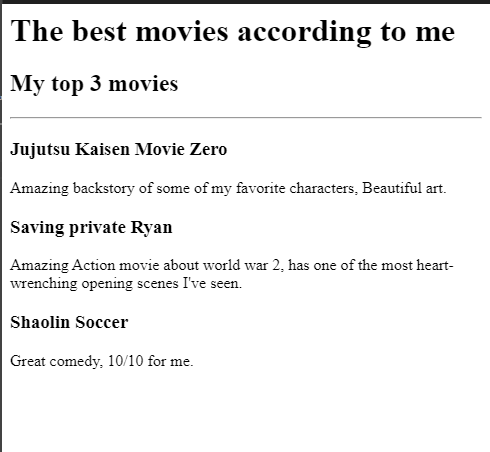 The best movies according to me
My top 3 movies
Jujutsu Kaisen Movie Zero
Amazing backstory of some of my favorite characters, Beautiful art.
Saving private Ryan
Amazing Action movie about world war 2, has one of the most heart-
wrenching opening scenes I've seen.
Shaolin Soccer
Great comedy, 10/10 for me.